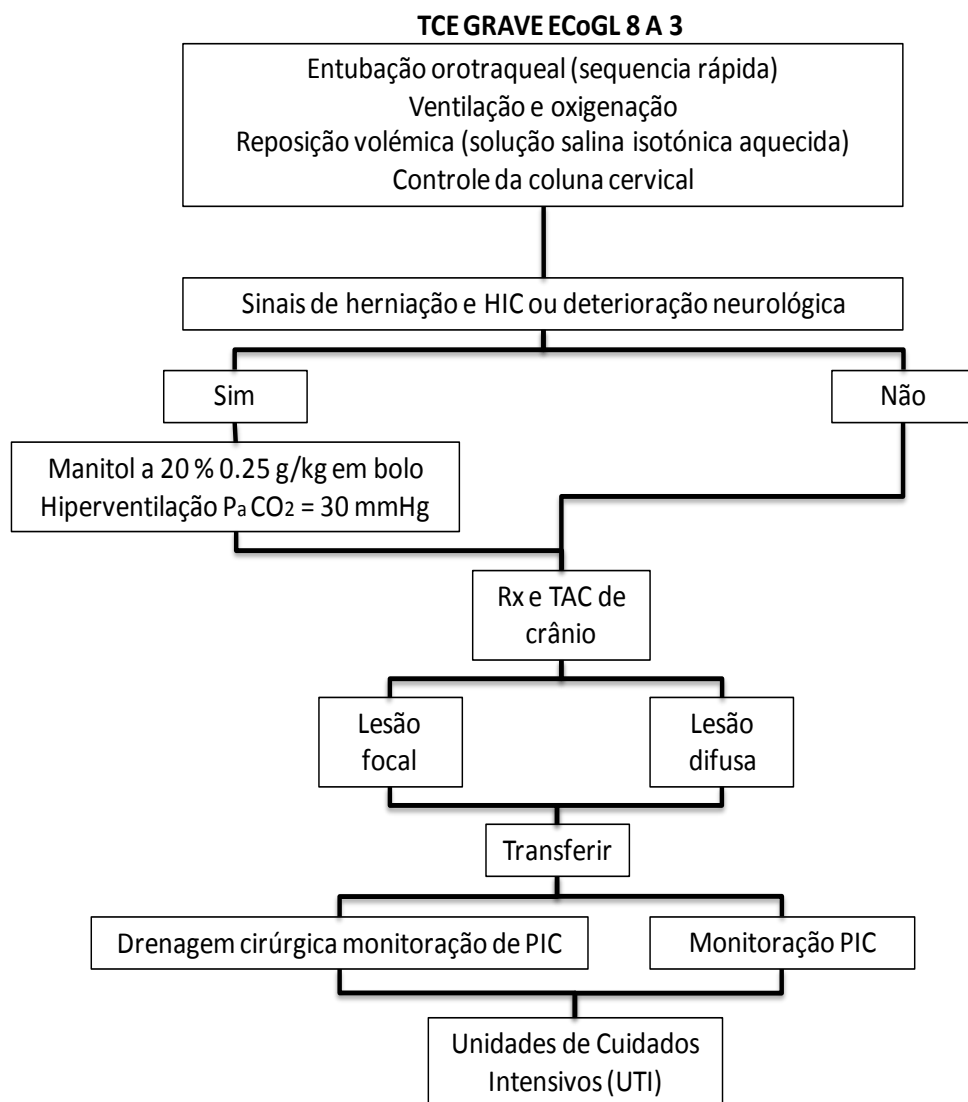 TCE GRAVE ECoGL 8 A 3
Entubação orotraqueal (sequencia rápida)
Ventilação e oxigenação
Reposição volémica (solução salina isotónica aquecida)
Controle da coluna cervical
Sinais de herniação e HIC ou deterioração neurológica
Sim
Não
Manitol a 20 % 0.25 g/kg em bolo
Hiperventilação Pa CO2 = 30 mmHg
Rx e TAC de
crânio
Lesão
focal
Lesão
difusa
Transferir
Drenagem cirúrgica monitoração de PIC
Monitoração PIC
Unidades de Cuidados
Intensivos (UTI)